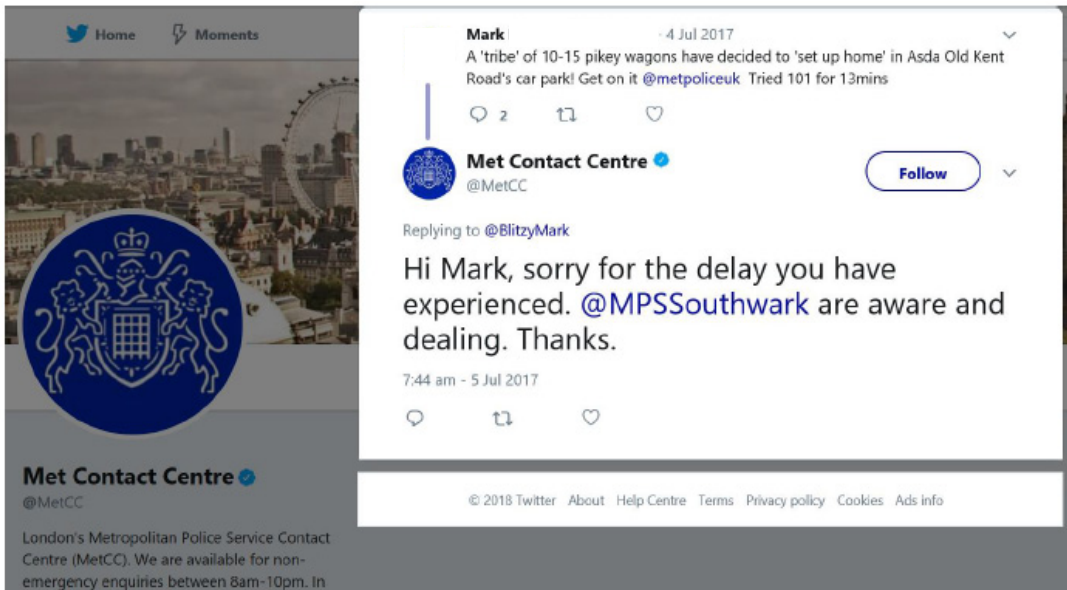 Home Moments
Mark · 4 Jul 2017
A 'tribe' of 10-15 pikey wagons have decided to 'set up home' in Asda Old Kent
Road's car park! Get on it @metpoliceuk Tried 101 for 13mins
2
Met Contact Centre
@MetCC
Follow
Replying to @BlitzyMark
Hi Mark, sorry for the delay you have
experienced. @MPSSouthwark are aware and
dealing. Thanks.
7:44 am - 5 Jul 2017
© 2018 Twitter About Help Centre Terms Privacy policy Cookies Ads info
Met Contact Centre
@MetCC
London's Metropolitan Police Service Contact
Centre (MetCC). We are available for non-
emergency enquiries between 8am-10pm. In